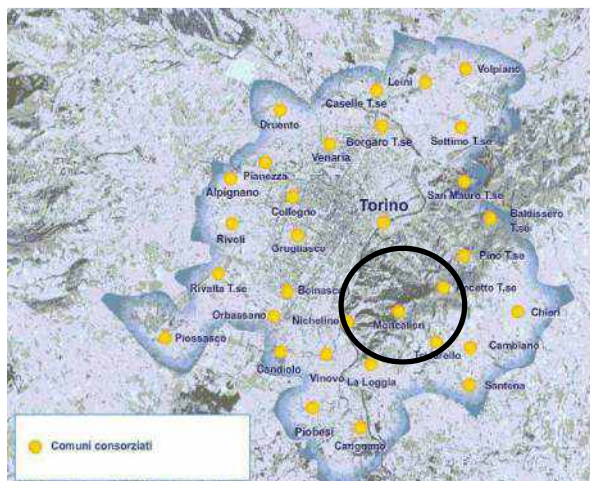 Volpiano
Leini
Caselle T.se
Druento
Borgaro T.se
Settimo T.se
Venaria
Pianezza
Alpignano
San Mauro T.se
Collegno
Torino
Baldissero
T.se
Rivoli
Grugliasco
Pino T.se
Rivalta T.se
Beinasco
cetto T.se
Orbassano
Nichelino
Moncalieri
Chieri
Piossasco
Cambiano
Candiolo
Vinovo
La Loggia
Santena
Piobesi
Carignano
Comuni consorziati